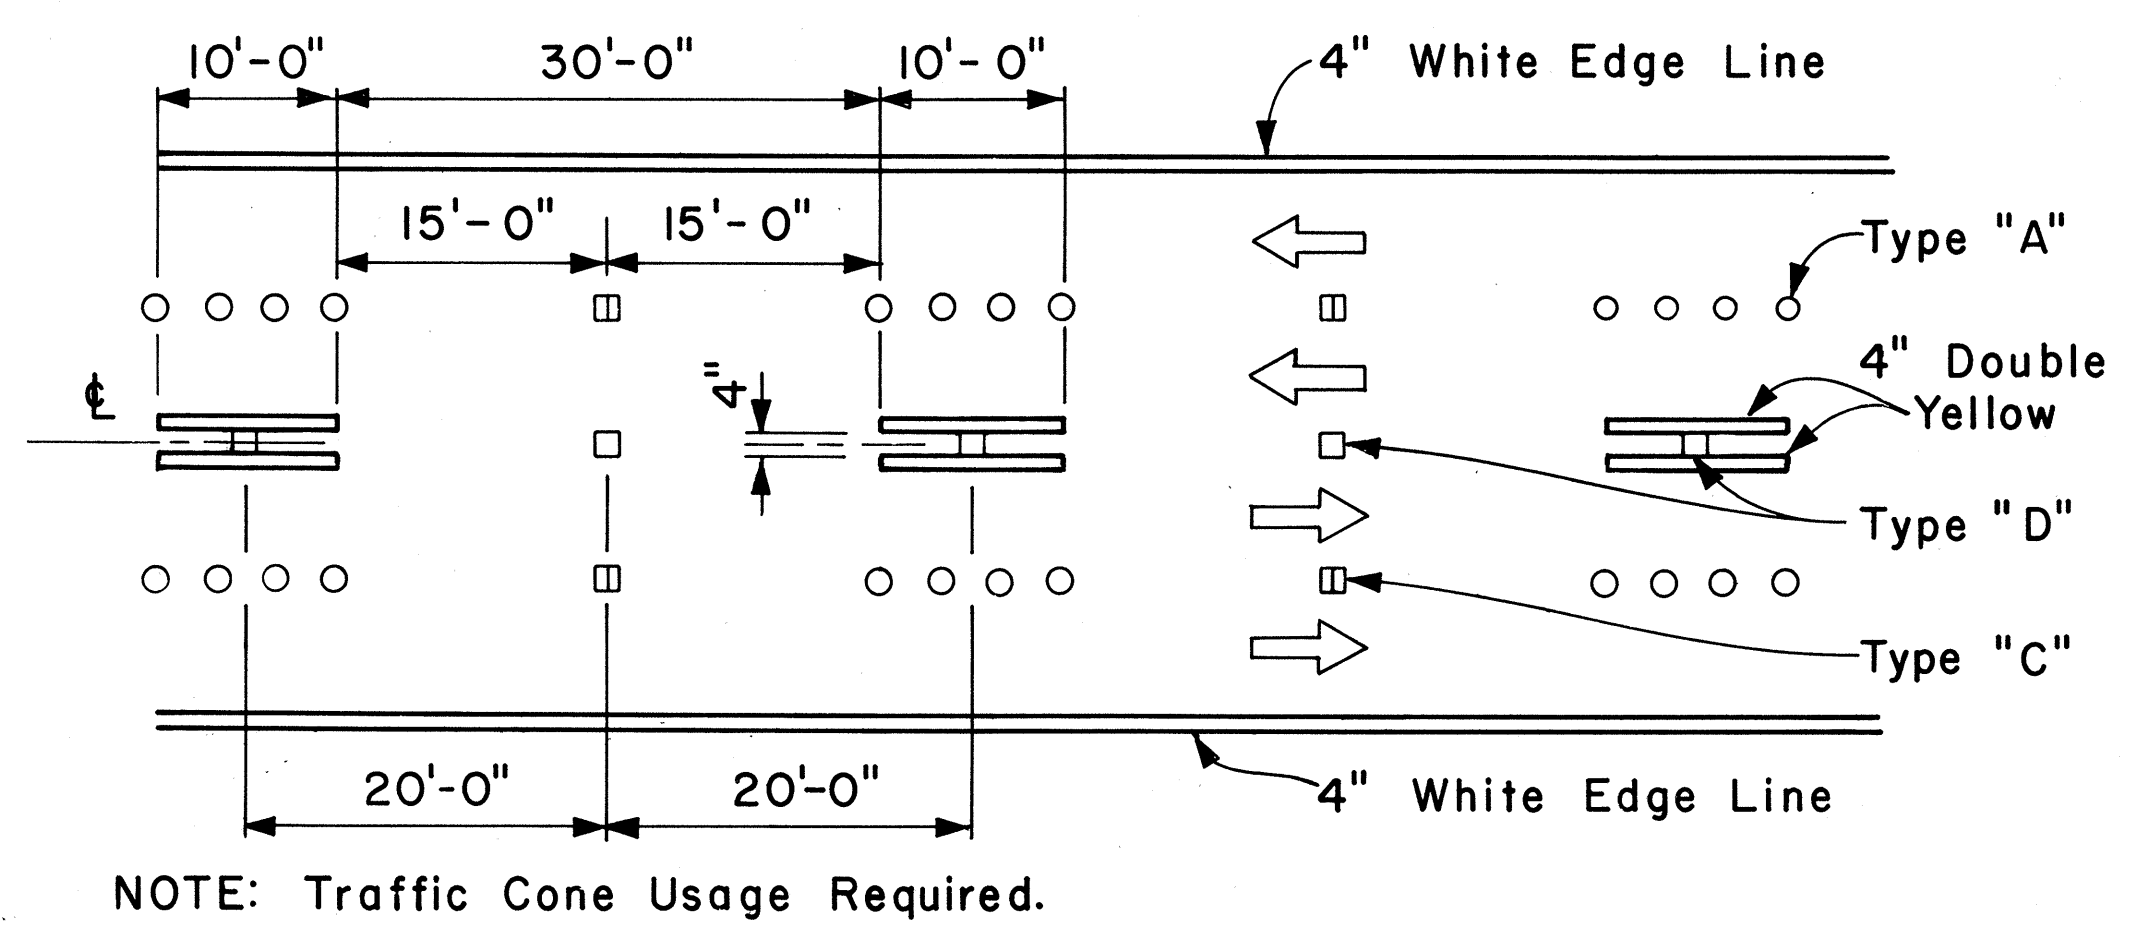 10'-0" 30'-0" 10'-0" 4" White Edge Line
15'-0" 15'-0" Type "A"
4" Double
Yellow
℄ 4"
Type "D"
Type "C"
20'-0" 20'-0" 4" White Edge Line
NOTE: Traffic Cone Usage Required.